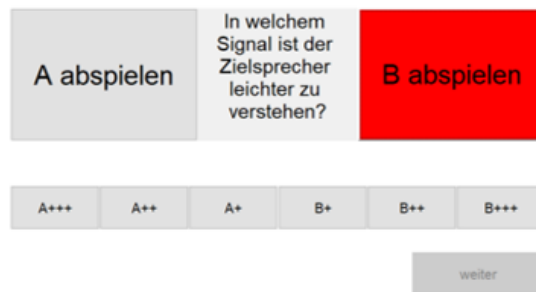 A abspielen
In welchem
Signal ist der
Zielsprecher
leichter zu
verstehen?
B abspielen
A+++ A++ A+ B+ B++ B+++
weiter